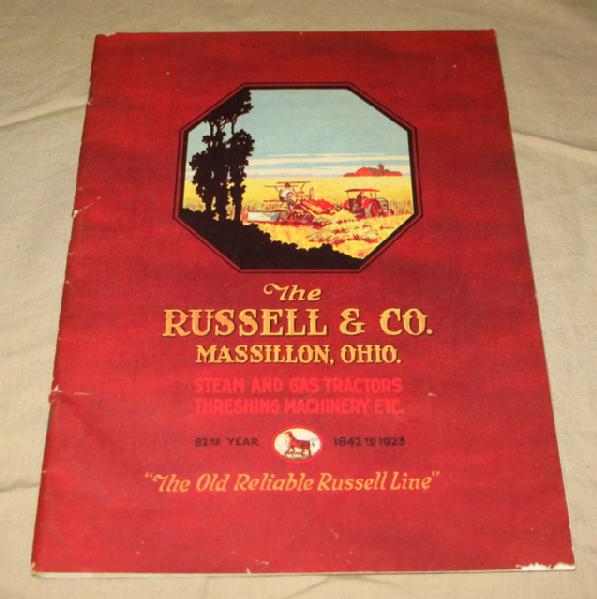 The
RUSSELL & CO.
MASSILLON, OHIO.
STEAM AND GAS TRACTORS
THRESHING MACHINERY ETC.
82ND YEAR 1842 TO 1923
"The Old Reliable Russell Line"